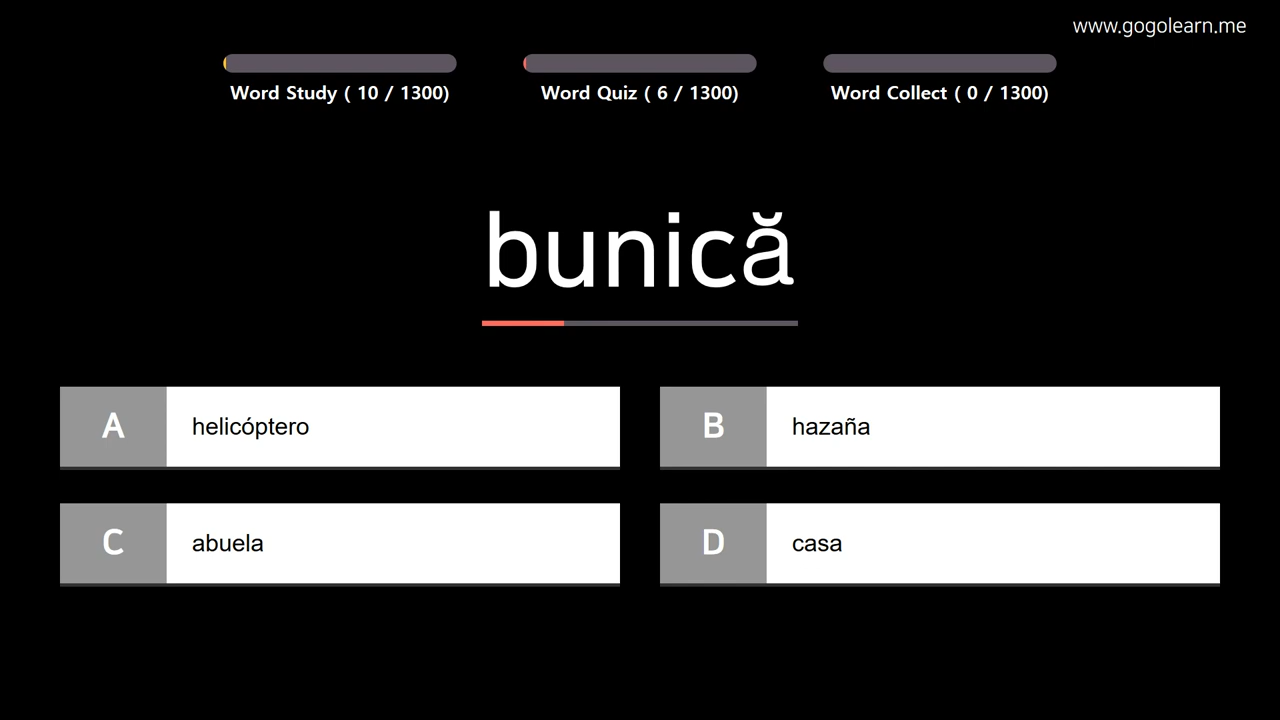 www.gogolearn.me
Word Study ( 10 / 1300)
Word Quiz ( 6 / 1300)
Word Collect ( 0 / 1300)
bunică
A helicóptero
B hazaña
C abuela
D casa